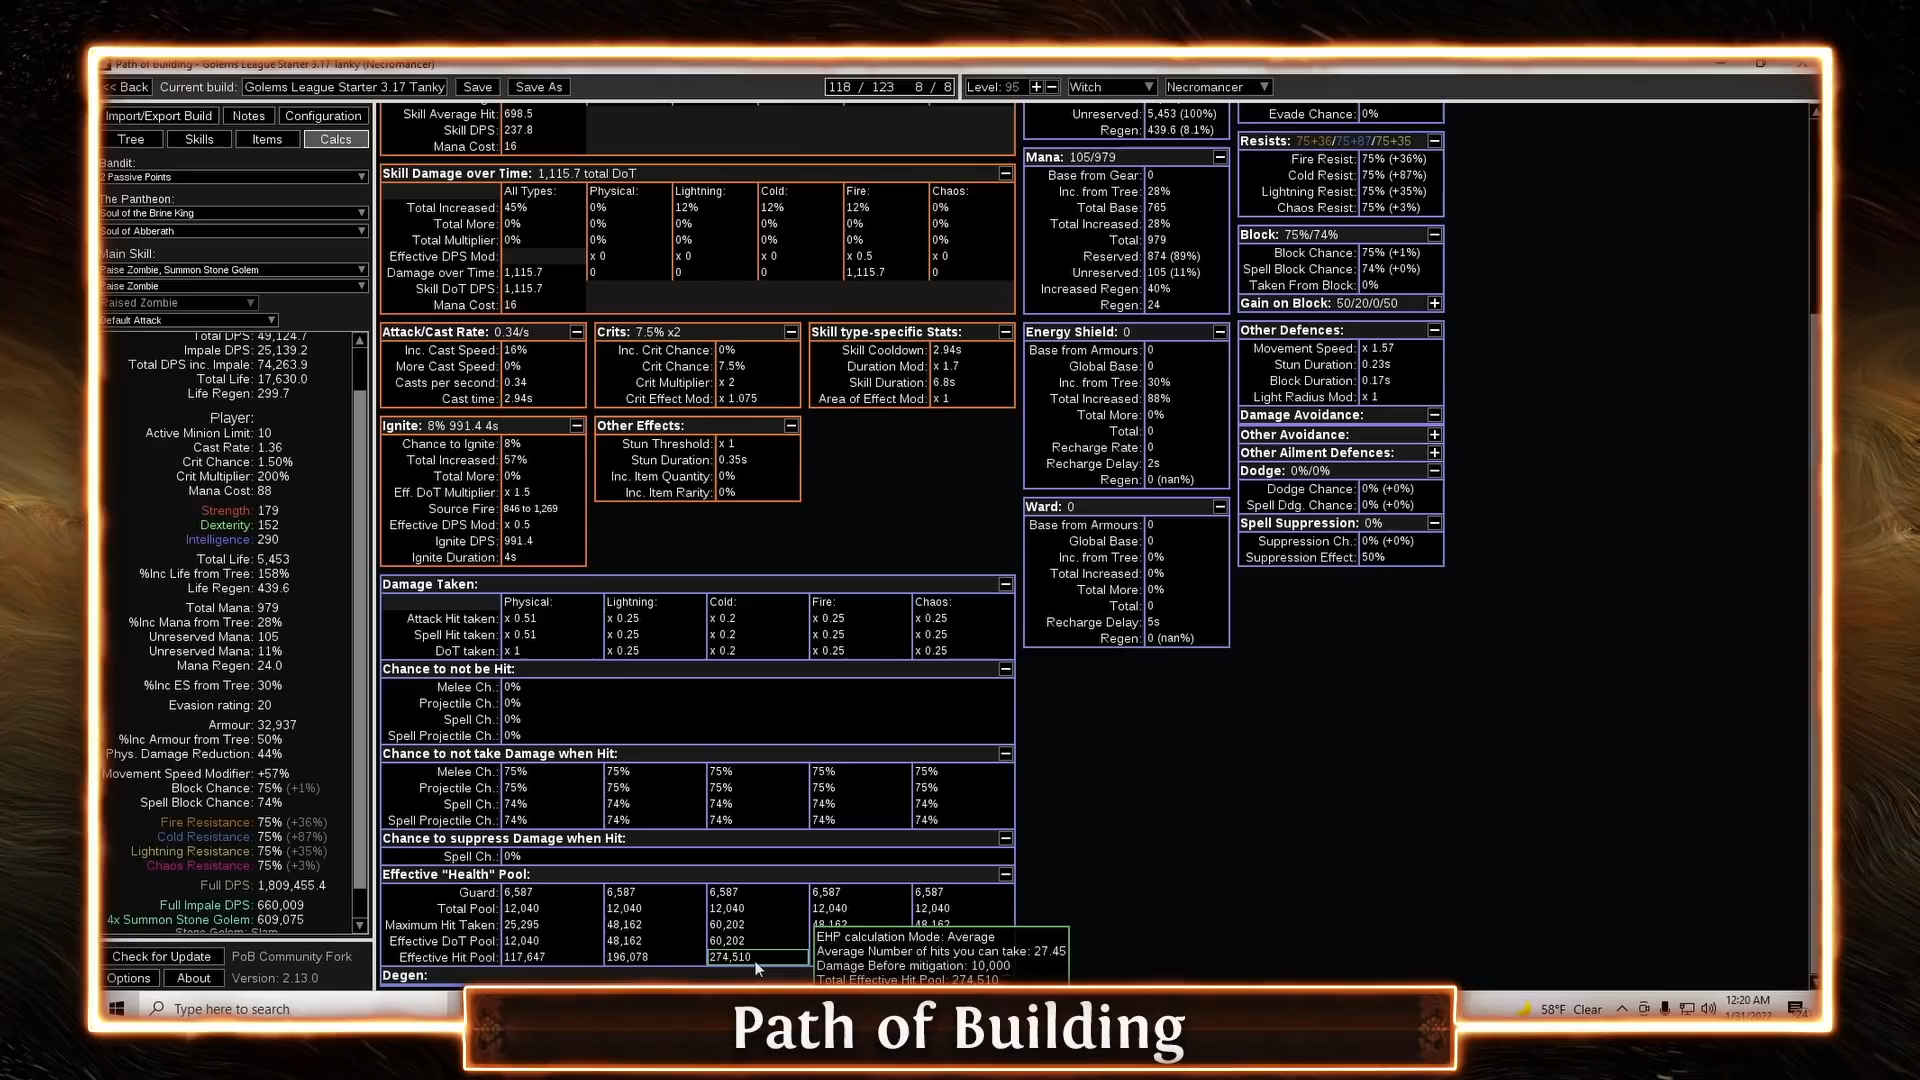 Path of Building - Golems League Starter 3.17 Tanky (Necromancer)
<< Back Current build: Golems League Starter 3.17 Tanky Save Save As 118 / 123 8 / 8 Level: 95 Witch Necromancer
Import/Export Build Notes Configuration
Tree Skills Items Calcs
Bandit:
2 Passive Points
The Pantheon:
Soul of the Brine King
Soul of Abberath
Main Skill:
Raise Zombie, Summon Stone Golem
Raise Zombie
Raised Zombie
Default Attack
Total DPS: 49,124.7
Impale DPS: 25,139.2
Total DPS inc. Impale: 74,263.9
Total Life: 17,630.0
Life Regen: 299.7
Player:
Active Minion Limit: 10
Cast Rate: 1.36
Crit Chance: 1.50%
Crit Multiplier: 200%
Mana Cost: 88
Strength: 179
Dexterity: 152
Intelligence: 290
Total Life: 5,453
%Inc Life from Tree: 158%
Life Regen: 439.6
Total Mana: 979
%Inc Mana from Tree: 28%
Unreserved Mana: 105
Unreserved Mana: 11%
Mana Regen: 24.0
%Inc ES from Tree: 30%
Evasion rating: 20
Armour: 32,937
%Inc Armour from Tree: 50%
Phys. Damage Reduction: 44%
Movement Speed Modifier: +57%
Block Chance: 75% (+1%)
Spell Block Chance: 74%
Fire Resistance: 75% (+36%)
Cold Resistance: 75% (+87%)
Lightning Resistance: 75% (+35%)
Chaos Resistance: 75% (+3%)
Full DPS: 1,809,455.4
Full Impale DPS: 660,009
4x Summon Stone Golem: 609,075
Stone Golem: Slam
Check for Update PoB Community Fork
Options About Version: 2.13.0
Skill Average Hit: 698.5
Skill DPS: 237.8
Mana Cost: 16
Skill Damage over Time: 1,115.7 total DoT
All Types: Physical: Lightning: Cold: Fire: Chaos:
Total Increased: 45% 0% 12% 12% 12% 0%
Total More: 0% 0% 0% 0% 0% 0%
Total Multiplier: 0% 0% 0% 0% 0% 0%
Effective DPS Mod: x 0 x 0 x 0 x 0.5 x 0
Damage over Time: 1,115.7 0 0 0 1,115.7 0
Skill DoT DPS: 1,115.7
Mana Cost: 16
Attack/Cast Rate: 0.34/s
Inc. Cast Speed: 16%
More Cast Speed: 0%
Casts per second: 0.34
Cast time: 2.94s
Crits: 7.5% x2
Inc. Crit Chance: 0%
Crit Chance: 7.5%
Crit Multiplier: x 2
Crit Effect Mod: x 1.075
Skill type-specific Stats:
Skill Cooldown: 2.94s
Duration Mod: x 1.7
Skill Duration: 6.8s
Area of Effect Mod: x 1
Ignite: 8% 991.4 4s
Chance to Ignite: 8%
Total Increased: 57%
Total More: 0%
Eff. DoT Multiplier: x 1.5
Source Fire: 846 to 1,269
Effective DPS Mod: x 0.5
Ignite DPS: 991.4
Ignite Duration: 4s
Other Effects:
Stun Threshold: x 1
Stun Duration: 0.35s
Inc. Item Quantity: 0%
Inc. Item Rarity: 0%
Damage Taken:
Physical: Lightning: Cold: Fire: Chaos:
Attack Hit taken: x 0.51 x 0.25 x 0.2 x 0.25 x 0.25
Spell Hit taken: x 0.51 x 0.25 x 0.2 x 0.25 x 0.25
DoT taken: x 1 x 0.25 x 0.2 x 0.25 x 0.25
Chance to not be Hit:
Melee Ch.: 0%
Projectile Ch.: 0%
Spell Ch.: 0%
Spell Projectile Ch.: 0%
Chance to not take Damage when Hit:
Melee Ch.: 75% 75% 75% 75% 75%
Projectile Ch.: 75% 75% 75% 75% 75%
Spell Ch.: 74% 74% 74% 74% 74%
Spell Projectile Ch.: 74% 74% 74% 74% 74%
Chance to suppress Damage when Hit:
Spell Ch.: 0%
Effective "Health" Pool:
Guard: 6,587 6,587 6,587 6,587 6,587
Total Pool: 12,040 12,040 12,040 12,040 12,040
Maximum Hit Taken: 25,295 48,162 60,202 48,162 48,162
Effective DoT Pool: 12,040 48,162 60,202
Effective Hit Pool: 117,647 196,078 274,510
EHP calculation Mode: Average
Average Number of hits you can take: 27.45
Damage Before mitigation: 10,000
Total Effective Hit Pool: 274,510
Degen:
Unreserved: 5,453 (100%)
Regen: 439.6 (8.1%)
Mana: 105/979
Base from Gear: 0
Inc. from Tree: 28%
Total Base: 765
Total Increased: 28%
Total: 979
Reserved: 874 (89%)
Unreserved: 105 (11%)
Increased Regen: 40%
Regen: 24
Energy Shield: 0
Base from Armours: 0
Global Base: 0
Inc. from Tree: 30%
Total Increased: 88%
Total More: 0%
Total: 0
Recharge Rate: 0
Recharge Delay: 2s
Regen: 0 (nan%)
Ward: 0
Base from Armours: 0
Global Base: 0
Inc. from Tree: 0%
Total Increased: 0%
Total More: 0%
Total: 0
Recharge Delay: 5s
Regen: 0 (nan%)
Evade Chance: 0%
Resists: 75+36/75+87/75+35
Fire Resist: 75% (+36%)
Cold Resist: 75% (+87%)
Lightning Resist: 75% (+35%)
Chaos Resist: 75% (+3%)
Block: 75%/74%
Block Chance: 75% (+1%)
Spell Block Chance: 74% (+0%)
Taken From Block: 0%
Gain on Block: 50/20/0/50
Other Defences:
Movement Speed: x 1.57
Stun Duration: 0.23s
Block Duration: 0.17s
Light Radius Mod: x 1
Damage Avoidance:
Other Avoidance:
Other Ailment Defences:
Dodge: 0%/0%
Dodge Chance: 0% (+0%)
Spell Ddg. Chance: 0% (+0%)
Spell Suppression: 0%
Suppression Ch.: 0% (+0%)
Suppression Effect: 50%
Type here to search
58°F Clear
12:20 AM
1/31/2022
24
Path of Building